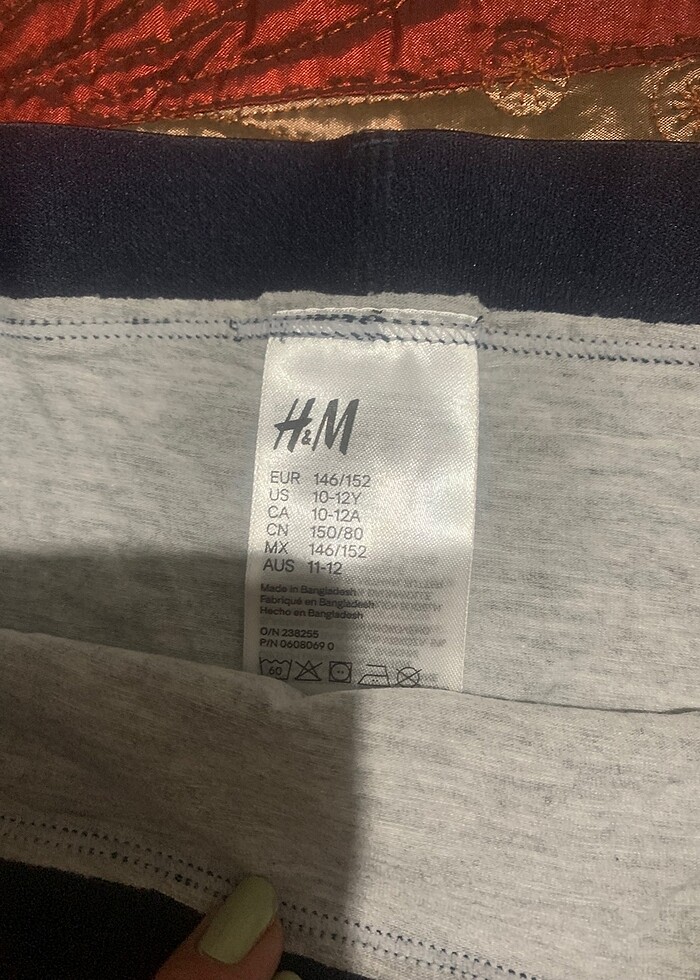 H&M
EUR 146/152
US 10-12Y
CA 10-12A
CN 150/80
MX 146/152
AUS 11-12
Made in Bangladesh
Fabriqué en Bangladesh
Hecho en Bangladesh
O/N 238255
P/N 0608069 0
60